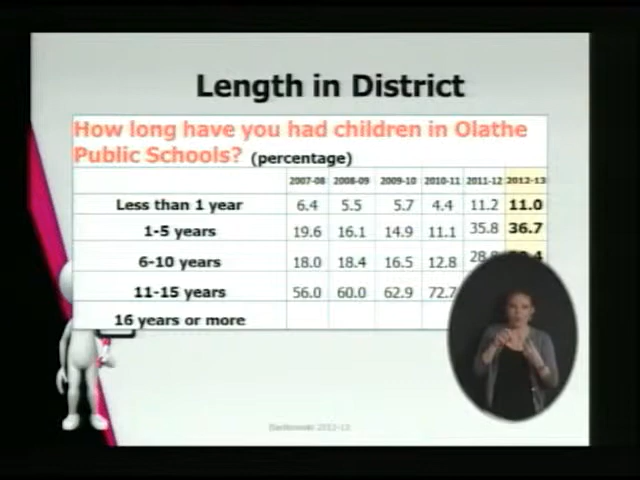 Length in District
How long have you had children in Olathe
Public Schools? (percentage)
2007-08 2008-09 2009-10 2010-11 2011-12 2012-13
Less than 1 year 6.4 5.5 5.7 4.4 11.2 11.0
1-5 years 19.6 16.1 14.9 11.1 35.8 36.7
6-10 years 18.0 18.4 16.5 12.8
11-15 years 56.0 60.0 62.9 72.7
16 years or more
2012-13